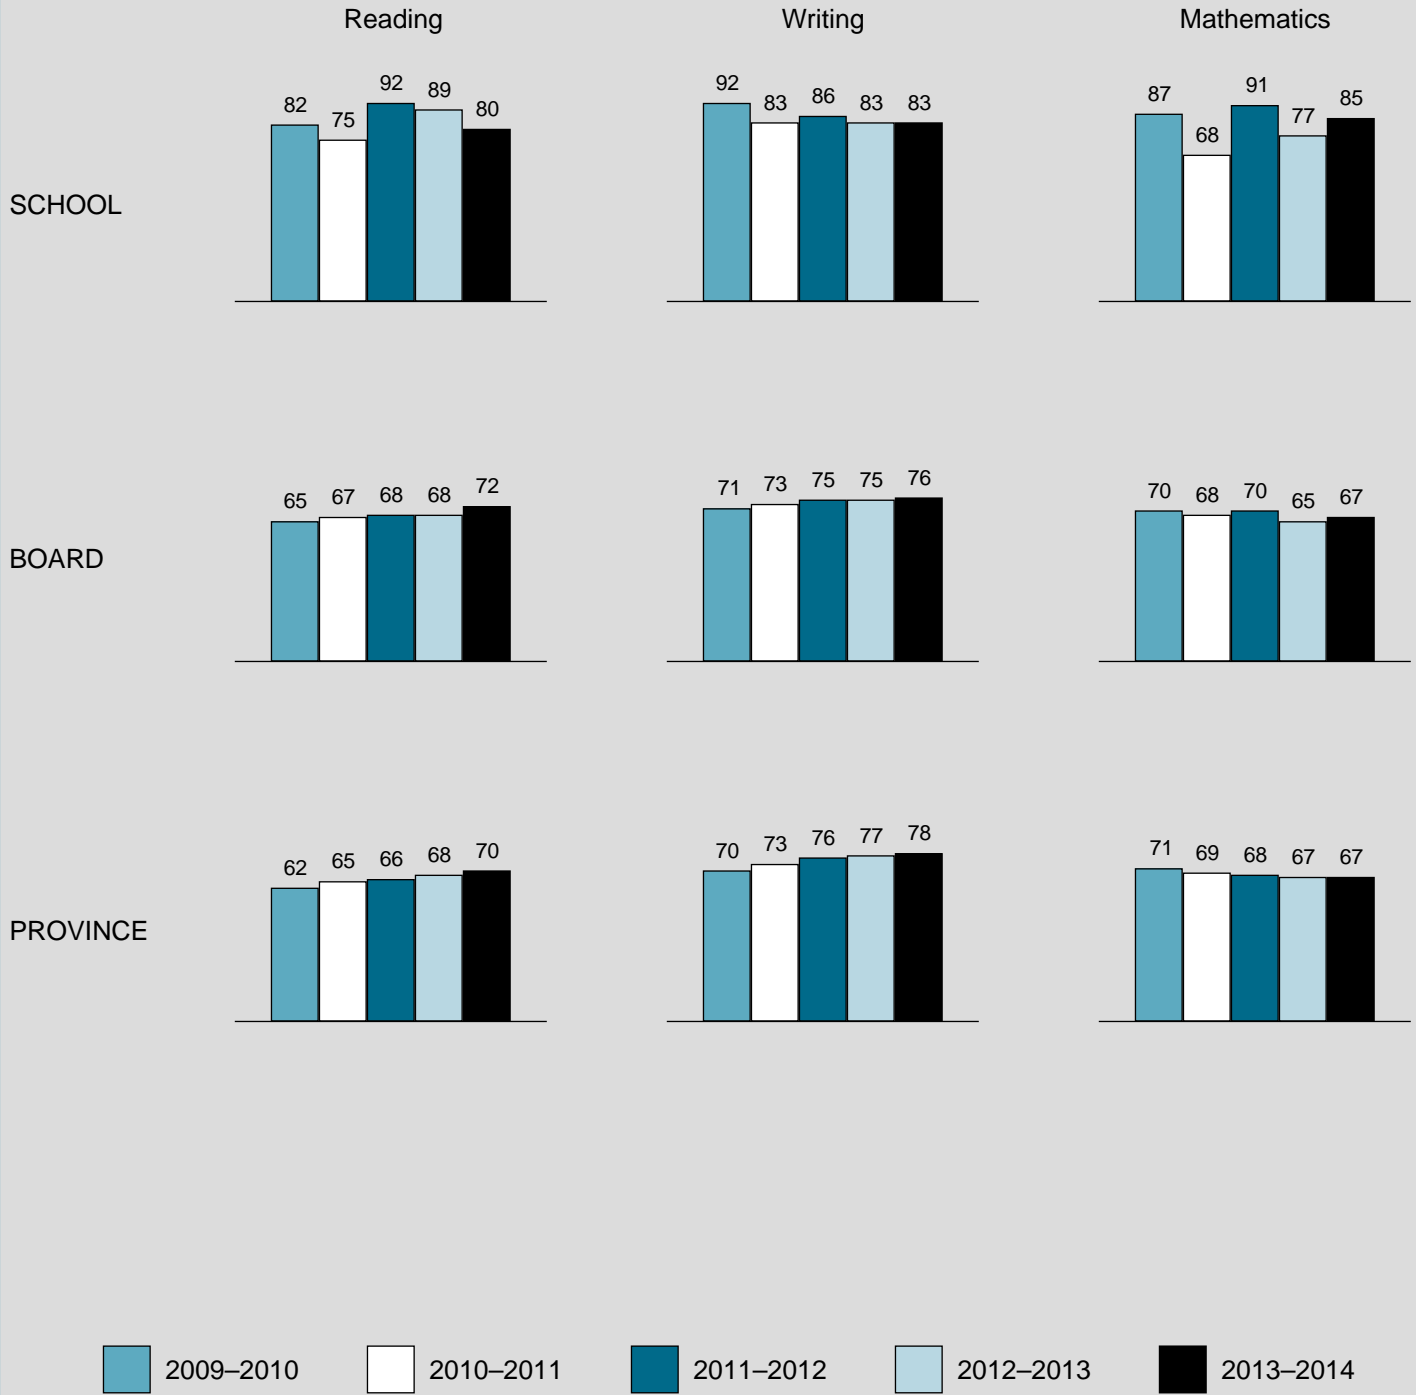 Reading Writing Mathematics
SCHOOL
82 75 92 89 80
92 83 86 83 83
87 68 91 77 85
BOARD
65 67 68 68 72
71 73 75 75 76
70 68 70 65 67
PROVINCE
62 65 66 68 70
70 73 76 77 78
71 69 68 67 67
2009–2010 2010–2011 2011–2012 2012–2013 2013–2014